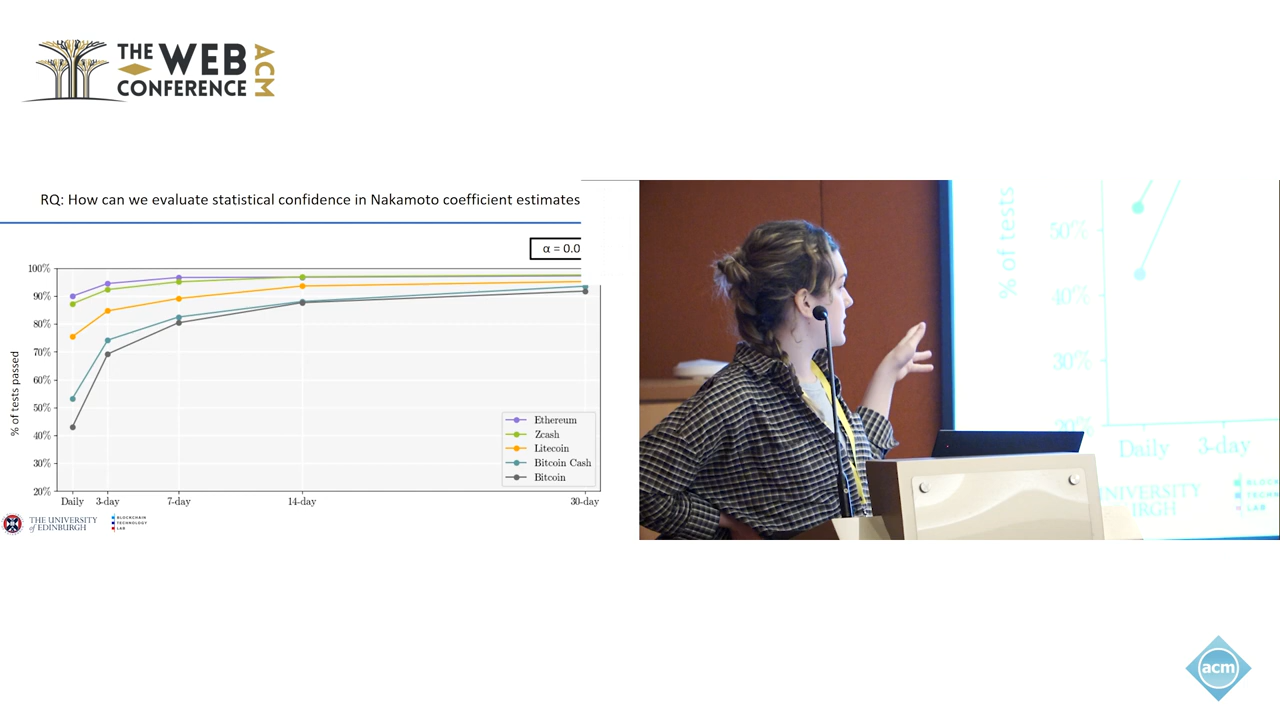 THE WEB
CONFERENCE
ACM
RQ: How can we evaluate statistical confidence in Nakamoto coefficient estimates
α = 0.0
% of tests passed
100%
90%
80%
70%
60%
50%
40%
30%
20%
Ethereum
Zcash
Litecoin
Bitcoin Cash
Bitcoin
Daily 3-day 7-day 14-day 30-day
THE UNIVERSITY
of EDINBURGH
BLOCKCHAIN
TECHNOLOGY
LAB
% of tests
50%
40%
30%
20%
Daily 3-day
UNIVERSITY
acm